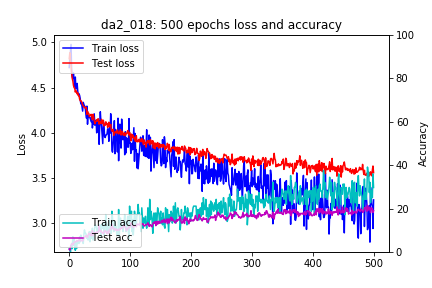 da2_018: 500 epochs loss and accuracy
Train loss
Test loss
Train acc
Test acc
Loss
5.0
4.5
4.0
3.5
3.0
Accuracy
100
80
60
40
20
0
0
100
200
300
400
500